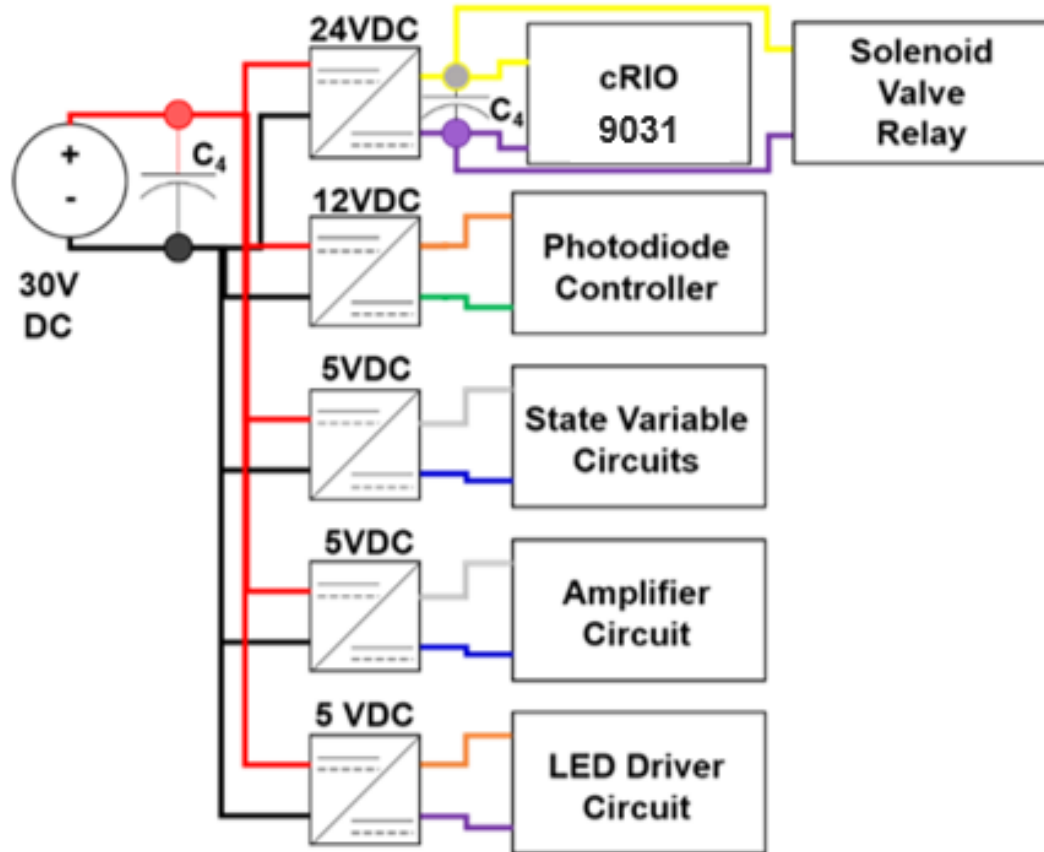 24VDC
cRIO
9031
Solenoid
Valve
Relay
+
-
C₄
C₄
30V
DC
12VDC
Photodiode
Controller
5VDC
State Variable
Circuits
5VDC
Amplifier
Circuit
5 VDC
LED Driver
Circuit